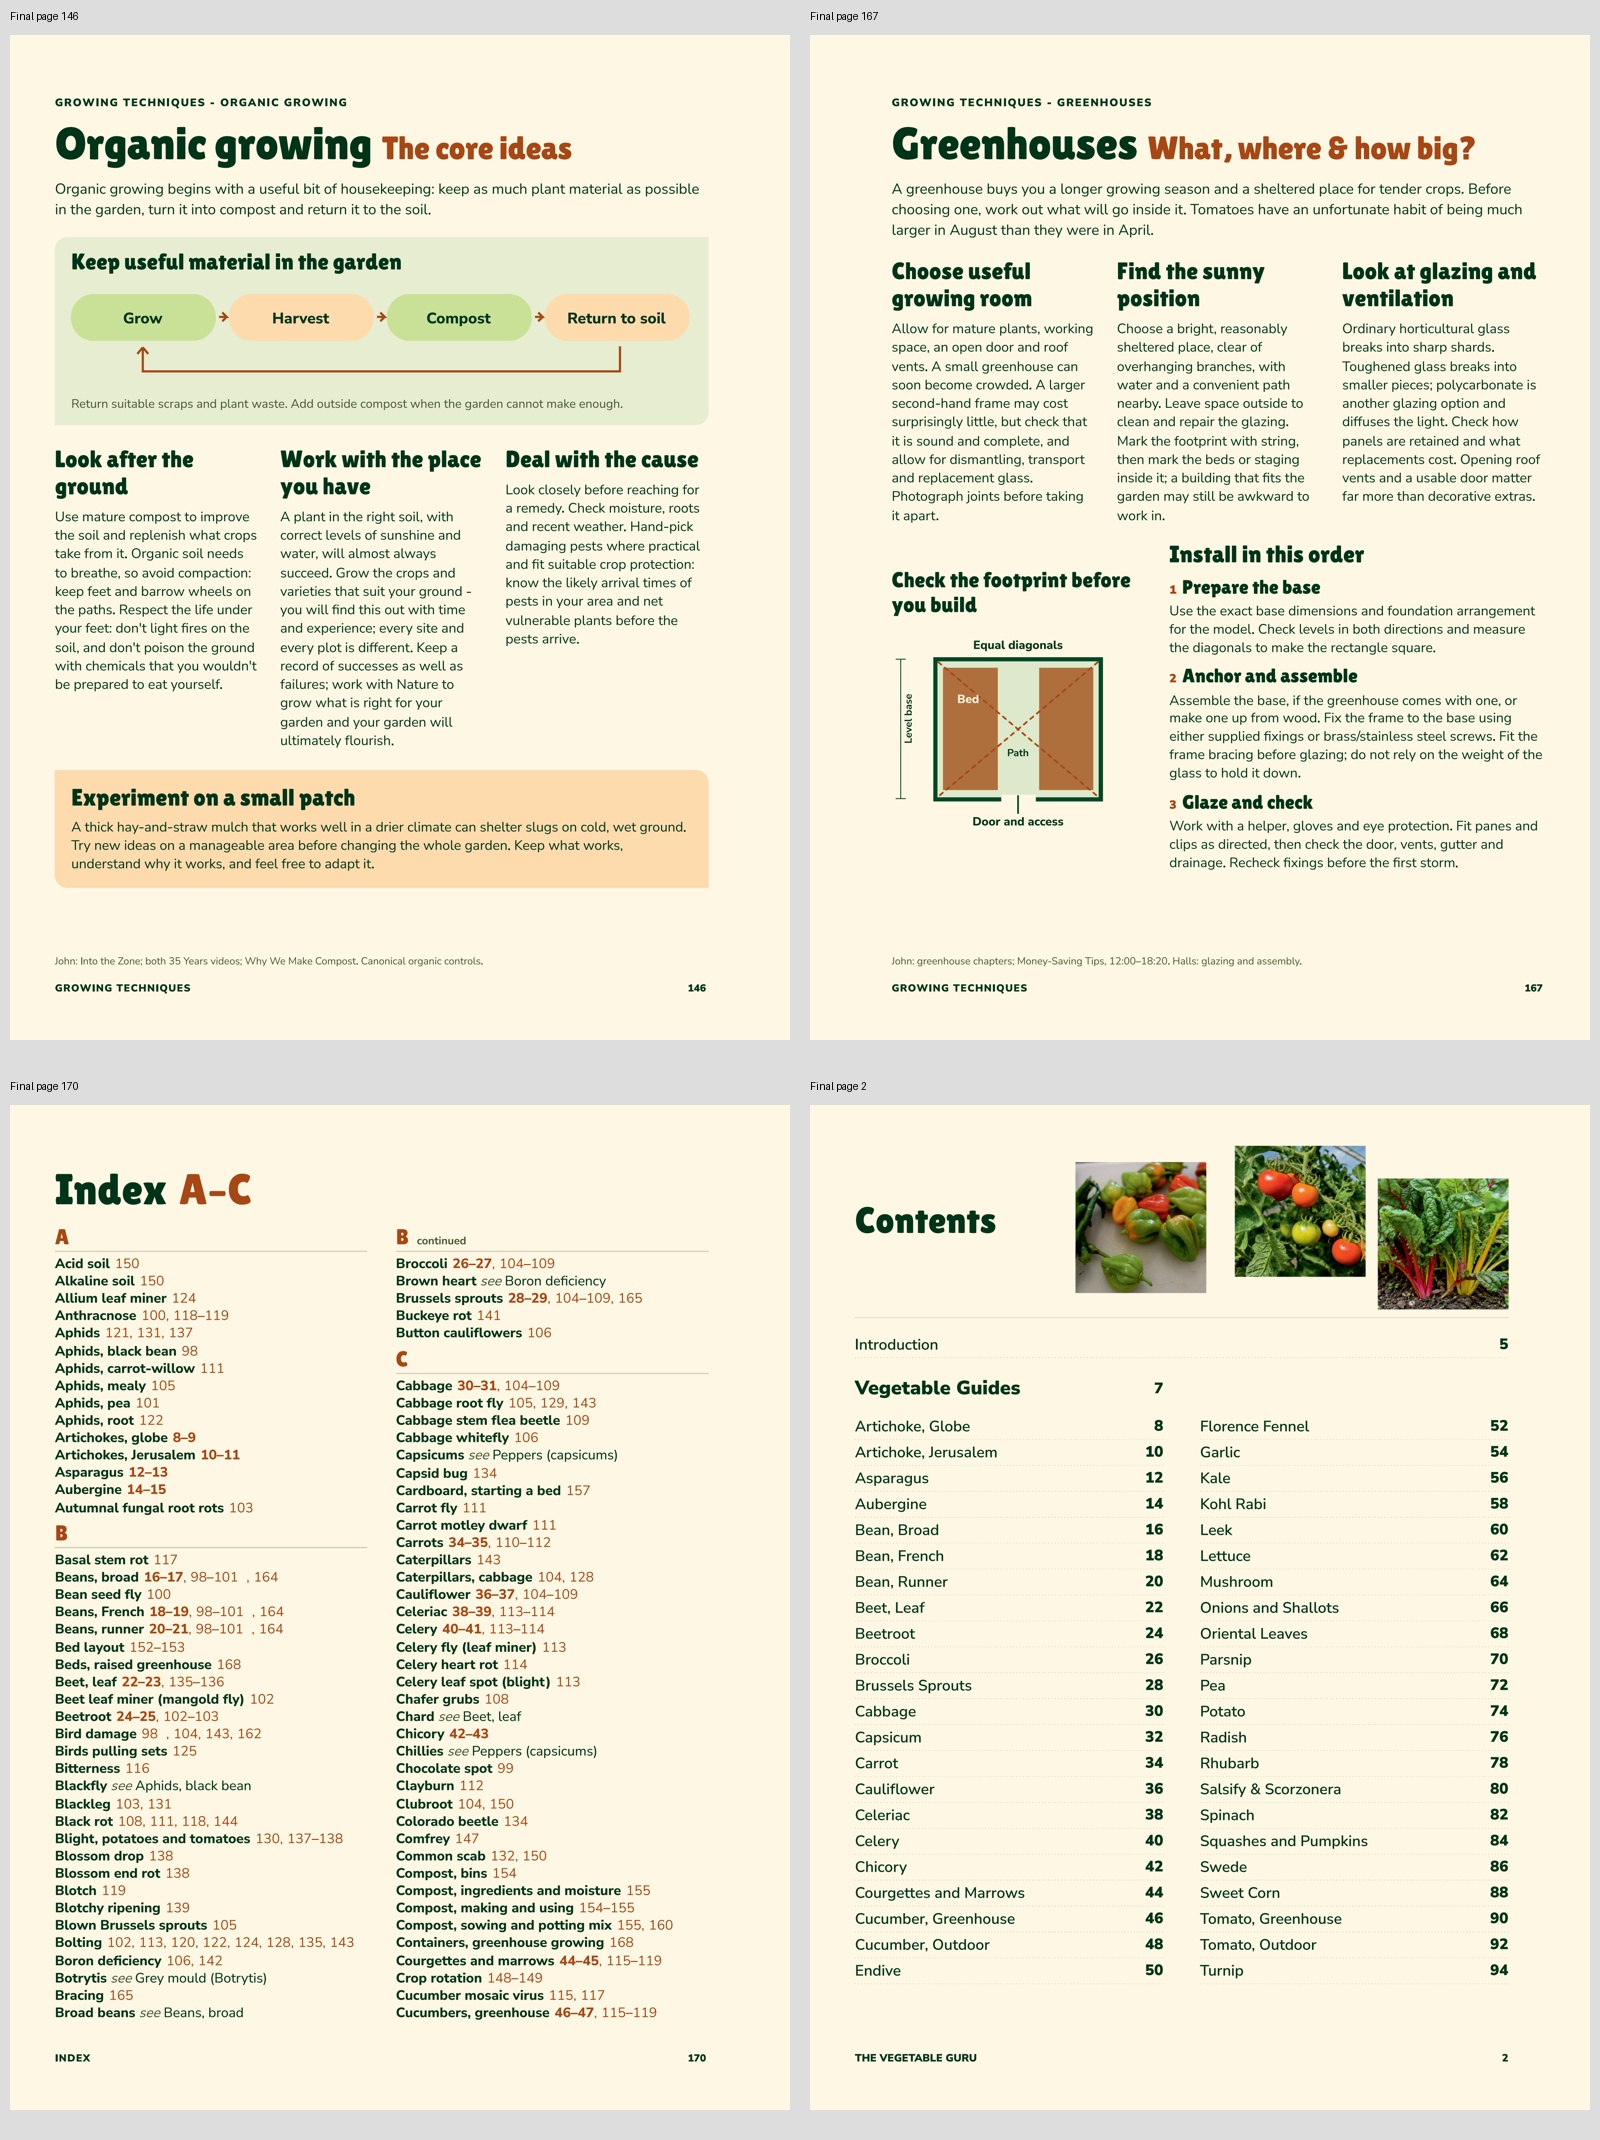 Final page 146
GROWING TECHNIQUES - ORGANIC GROWING
Organic growing The core ideas
Organic growing begins with a useful bit of housekeeping: keep as much plant material as possible
in the garden, turn it into compost and return it to the soil.
Keep useful material in the garden
Grow
Harvest
Compost
Return to soil
Return suitable scraps and plant waste. Add outside compost when the garden cannot make enough.
Look after the
ground
Use mature compost to improve
the soil and replenish what crops
take from it. Organic soil needs
to breathe, so avoid compaction:
keep feet and barrow wheels on
the paths. Respect the life under
your feet: don't light fires on the
soil, and don't poison the ground
with chemicals that you wouldn't
be prepared to eat yourself.
Work with the place
you have
A plant in the right soil, with
correct levels of sunshine and
water, will almost always
succeed. Grow the crops and
varieties that suit your ground -
you will find this out with time
and experience; every site and
every plot is different. Keep a
record of successes as well as
failures; work with Nature to
grow what is right for your
garden and your garden will
ultimately flourish.
Deal with the cause
Look closely before reaching for
a remedy. Check moisture, roots
and recent weather. Hand-pick
damaging pests where practical
and fit suitable crop protection:
know the likely arrival times of
pests in your area and net
vulnerable plants before the
pests arrive.
Experiment on a small patch
A thick hay-and-straw mulch that works well in a drier climate can shelter slugs on cold, wet ground.
Try new ideas on a manageable area before changing the whole garden. Keep what works,
understand why it works, and feel free to adapt it.
John: Into the Zone; both 35 Years videos; Why We Make Compost. Canonical organic controls.
GROWING TECHNIQUES 146
Final page 167
GROWING TECHNIQUES - GREENHOUSES
Greenhouses What, where & how big?
A greenhouse buys you a longer growing season and a sheltered place for tender crops. Before
choosing one, work out what will go inside it. Tomatoes have an unfortunate habit of being much
larger in August than they were in April.
Choose useful
growing room
Allow for mature plants, working
space, an open door and roof
vents. A small greenhouse can
soon become crowded. A larger
second-hand frame may cost
surprisingly little, but check that
it is sound and complete, and
allow for dismantling, transport
and replacement glass.
Photograph joints before taking
it apart.
Find the sunny
position
Choose a bright, reasonably
sheltered place, clear of
overhanging branches, with
water and a convenient path
nearby. Leave space outside to
clean and repair the glazing.
Mark the footprint with string,
then mark the beds or staging
inside it; a building that fits the
garden may still be awkward to
work in.
Look at glazing and
ventilation
Ordinary horticultural glass
breaks into sharp shards.
Toughened glass breaks into
smaller pieces; polycarbonate is
another glazing option and
diffuses the light. Check how
panels are retained and what
replacements cost. Opening roof
vents and a usable door matter
far more than decorative extras.
Check the footprint before
you build
Equal diagonals
Level base
Bed
Path
Door and access
Install in this order
1 Prepare the base
Use the exact base dimensions and foundation arrangement
for the model. Check levels in both directions and measure
the diagonals to make the rectangle square.
2 Anchor and assemble
Assemble the base, if the greenhouse comes with one, or
make one up from wood. Fix the frame to the base using
either supplied fixings or brass/stainless steel screws. Fit the
frame bracing before glazing; do not rely on the weight of the
glass to hold it down.
3 Glaze and check
Work with a helper, gloves and eye protection. Fit panes and
clips as directed, then check the door, vents, gutter and
drainage. Recheck fixings before the first storm.
John: greenhouse chapters; Money-Saving Tips, 12:00–18:20. Halls: glazing and assembly.
GROWING TECHNIQUES 167
Final page 170
Index A–C
A
Acid soil 150
Alkaline soil 150
Allium leaf miner 124
Anthracnose 100, 118–119
Aphids 121, 131, 137
Aphids, black bean 98
Aphids, carrot-willow 111
Aphids, mealy 105
Aphids, pea 101
Aphids, root 122
Artichokes, globe 8–9
Artichokes, Jerusalem 10–11
Asparagus 12–13
Aubergine 14–15
Autumnal fungal root rots 103
B
Basal stem rot 117
Beans, broad 16–17, 98–101 , 164
Bean seed fly 100
Beans, French 18–19, 98–101 , 164
Beans, runner 20–21, 98–101 , 164
Bed layout 152–153
Beds, raised greenhouse 168
Beet, leaf 22–23, 135–136
Beet leaf miner (mangold fly) 102
Beetroot 24–25, 102–103
Bird damage 98 , 104, 143, 162
Birds pulling sets 125
Bitterness 116
Blackfly see Aphids, black bean
Blackleg 103, 131
Black rot 108, 111, 118, 144
Blight, potatoes and tomatoes 130, 137–138
Blossom drop 138
Blossom end rot 138
Blotch 119
Blotchy ripening 139
Blown Brussels sprouts 105
Bolting 102, 113, 120, 122, 124, 128, 135, 143
Boron deficiency 106, 142
Botrytis see Grey mould (Botrytis)
Bracing 165
Broad beans see Beans, broad
B continued
Broccoli 26–27, 104–109
Brown heart see Boron deficiency
Brussels sprouts 28–29, 104–109, 165
Buckeye rot 141
Button cauliflowers 106
C
Cabbage 30–31, 104–109
Cabbage root fly 105, 129, 143
Cabbage stem flea beetle 109
Cabbage whitefly 106
Capsicums see Peppers (capsicums)
Capsid bug 134
Cardboard, starting a bed 157
Carrot fly 111
Carrot motley dwarf 111
Carrots 34–35, 110–112
Caterpillars 143
Caterpillars, cabbage 104, 128
Cauliflower 36–37, 104–109
Celeriac 38–39, 113–114
Celery 40–41, 113–114
Celery fly (leaf miner) 113
Celery heart rot 114
Celery leaf spot (blight) 113
Chafer grubs 108
Chard see Beet, leaf
Chicory 42–43
Chillies see Peppers (capsicums)
Chocolate spot 99
Clayburn 112
Clubroot 104, 150
Colorado beetle 134
Comfrey 147
Common scab 132, 150
Compost, bins 154
Compost, ingredients and moisture 155
Compost, making and using 154–155
Compost, sowing and potting mix 155, 160
Containers, greenhouse growing 168
Courgettes and marrows 44–45, 115–119
Crop rotation 148–149
Cucumber mosaic virus 115, 117
Cucumbers, greenhouse 46–47, 115–119
INDEX 170
Final page 2
Contents
Introduction 5
Vegetable Guides 7
Artichoke, Globe 8
Artichoke, Jerusalem 10
Asparagus 12
Aubergine 14
Bean, Broad 16
Bean, French 18
Bean, Runner 20
Beet, Leaf 22
Beetroot 24
Broccoli 26
Brussels Sprouts 28
Cabbage 30
Capsicum 32
Carrot 34
Cauliflower 36
Celeriac 38
Celery 40
Chicory 42
Courgettes and Marrows 44
Cucumber, Greenhouse 46
Cucumber, Outdoor 48
Endive 50
Florence Fennel 52
Garlic 54
Kale 56
Kohl Rabi 58
Leek 60
Lettuce 62
Mushroom 64
Onions and Shallots 66
Oriental Leaves 68
Parsnip 70
Pea 72
Potato 74
Radish 76
Rhubarb 78
Salsify & Scorzonera 80
Spinach 82
Squashes and Pumpkins 84
Swede 86
Sweet Corn 88
Tomato, Greenhouse 90
Tomato, Outdoor 92
Turnip 94
THE VEGETABLE GURU 2